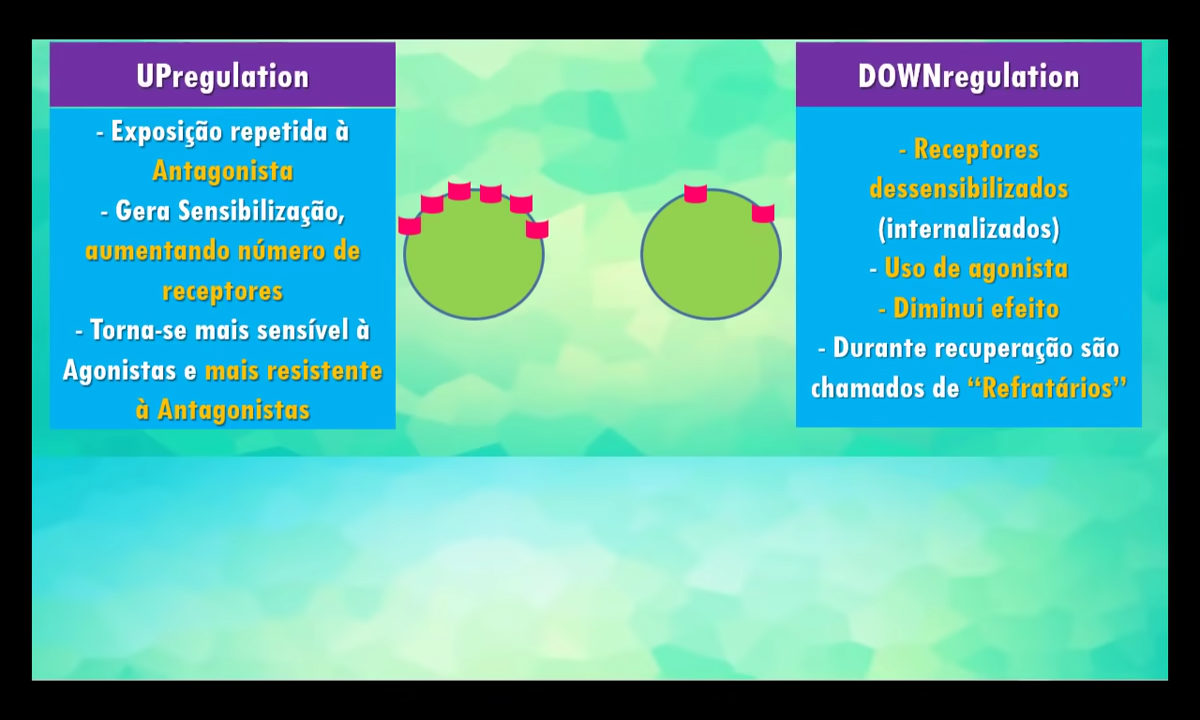 UPregulation
- Exposição repetida à
Antagonista
- Gera Sensibilização,
aumentando número de
receptores
- Torna-se mais sensível à
Agonistas e mais resistente
à Antagonistas
DOWNregulation
- Receptores
dessensibilizados
(internalizados)
- Uso de agonista
- Diminui efeito
- Durante recuperação são
chamados de “Refratários”